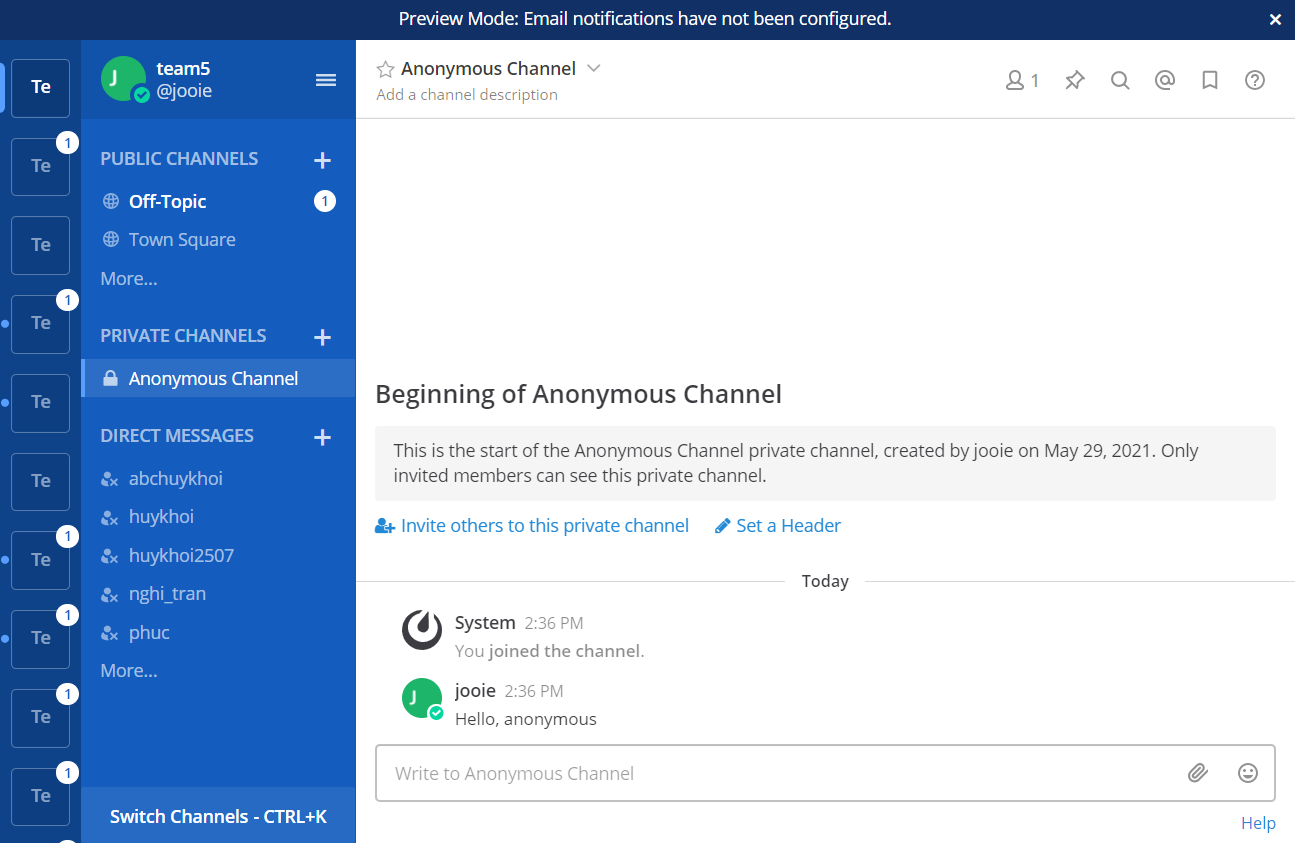 Preview Mode: Email notifications have not been configured.
×
Te
1
Te
Te
1
Te
Te
Te
1
Te
1
Te
1
Te
1
Te
J
team5
@jooie
PUBLIC CHANNELS
+
Off-Topic
1
Town Square
More...
PRIVATE CHANNELS
+
Anonymous Channel
DIRECT MESSAGES
+
abchuykhoi
huykhoi
huykhoi2507
nghi_tran
phuc
More...
Switch Channels - CTRL+K
Anonymous Channel
Add a channel description
1
Beginning of Anonymous Channel
This is the start of the Anonymous Channel private channel, created by jooie on May 29, 2021. Only
invited members can see this private channel.
Invite others to this private channel
Set a Header
Today
System 2:36 PM
You joined the channel.
J
jooie 2:36 PM
Hello, anonymous
Write to Anonymous Channel
Help